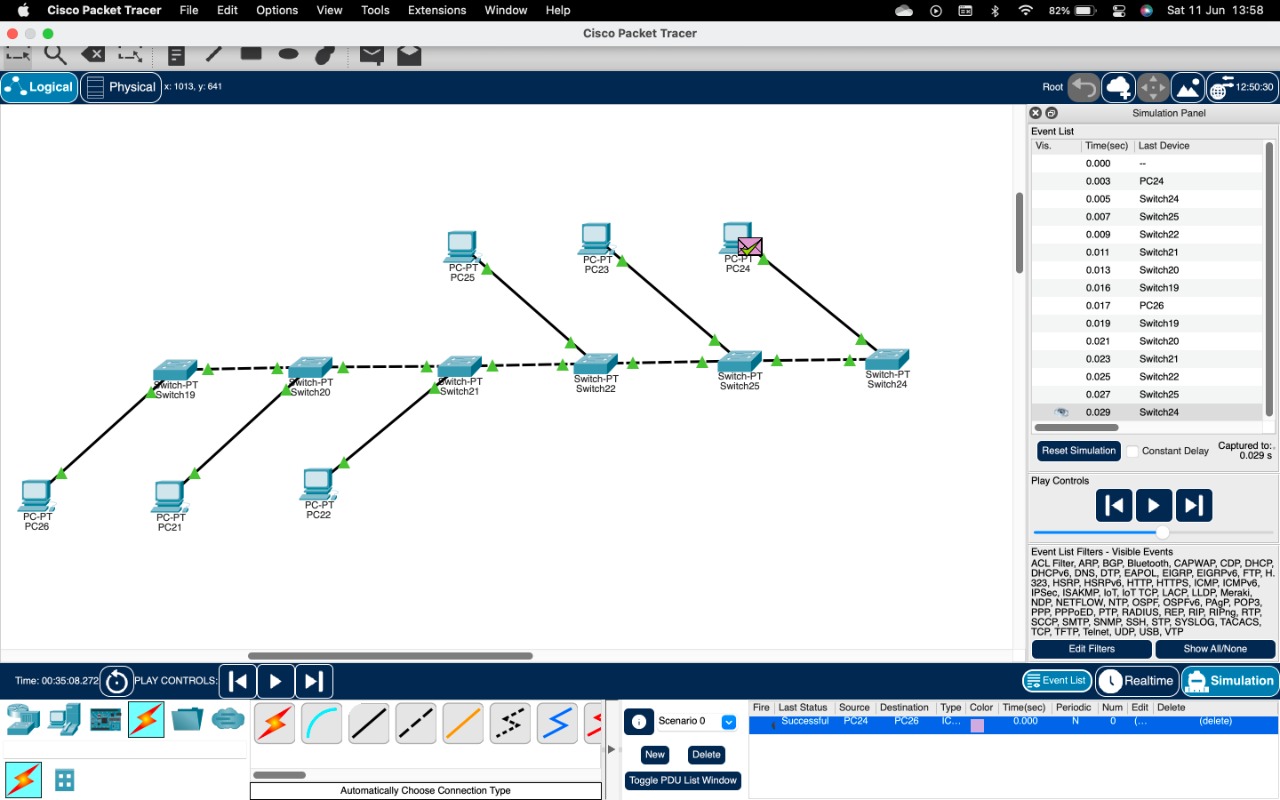 Cisco Packet Tracer File Edit Options View Tools Extensions Window Help 82% Sat 11 Jun 13:58
Cisco Packet Tracer
Logical Physical x: 1013, y: 641 Root 12:50:30
Simulation Panel
Event List
Vis. Time(sec) Last Device
0.000 --
0.003 PC24
0.005 Switch24
0.007 Switch25
0.009 Switch22
0.011 Switch21
0.013 Switch20
0.016 Switch19
0.017 PC26
0.019 Switch19
0.021 Switch20
0.023 Switch21
0.025 Switch22
0.027 Switch25
0.029 Switch24
Reset Simulation Constant Delay Captured to:.
0.029 s
Play Controls
Event List Filters - Visible Events
ACL Filter, ARP, BGP, Bluetooth, CAPWAP, CDP, DHCP,
DHCPv6, DNS, DTP, EAPOL, EIGRP, EIGRPv6, FTP, H.
323, HSRP, HSRPv6, HTTP, HTTPS, ICMP, ICMPv6,
IPSec, ISAKMP, IoT, IoT TCP, LACP, LLDP, Meraki,
NDP, NETFLOW, NTP, OSPF, OSPFv6, PAgP, POP3,
PPP, PPPoED, PTP, RADIUS, REP, RIP, RIPng, RTP,
SCCP, SMTP, SNMP, SSH, STP, SYSLOG, TACACS,
TCP, TFTP, Telnet, UDP, USB, VTP
Edit Filters Show All/None
PC-PT
PC25
PC-PT
PC23
PC-PT
PC24
Switch-PT
Switch19
Switch-PT
Switch20
Switch-PT
Switch21
Switch-PT
Switch22
Switch-PT
Switch25
Switch-PT
Switch24
PC-PT
PC26
PC-PT
PC21
PC-PT
PC22
Time: 00:35:08.272 PLAY CONTROLS: Event List Realtime Simulation
Automatically Choose Connection Type
Scenario 0
New Delete
Toggle PDU List Window
Fire Last Status Source Destination Type Color Time(sec) Periodic Num Edit Delete
Successful PC24 PC26 IC... 0.000 N 0 (... (delete)